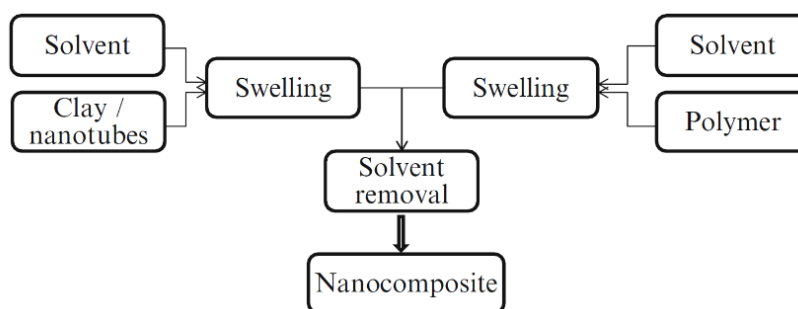 Solvent
Clay /
nanotubes
Swelling
Swelling
Solvent
Polymer
Solvent
removal
Nanocomposite